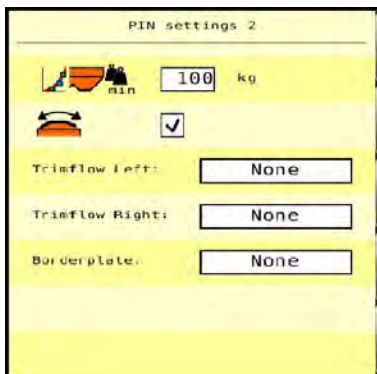 PIN settings 2
min 100 kg
Trimflow Left: None
Trimflow Right: None
Borderplate: None